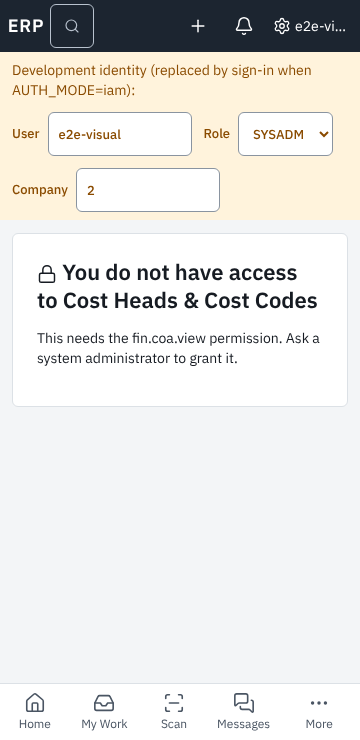 ERP
e2e-vi...
Development identity (replaced by sign-in when
AUTH_MODE=iam):
User e2e-visual Role SYSADM
Company 2
You do not have access
to Cost Heads & Cost Codes
This needs the fin.coa.view permission. Ask a
system administrator to grant it.
Home My Work Scan Messages More